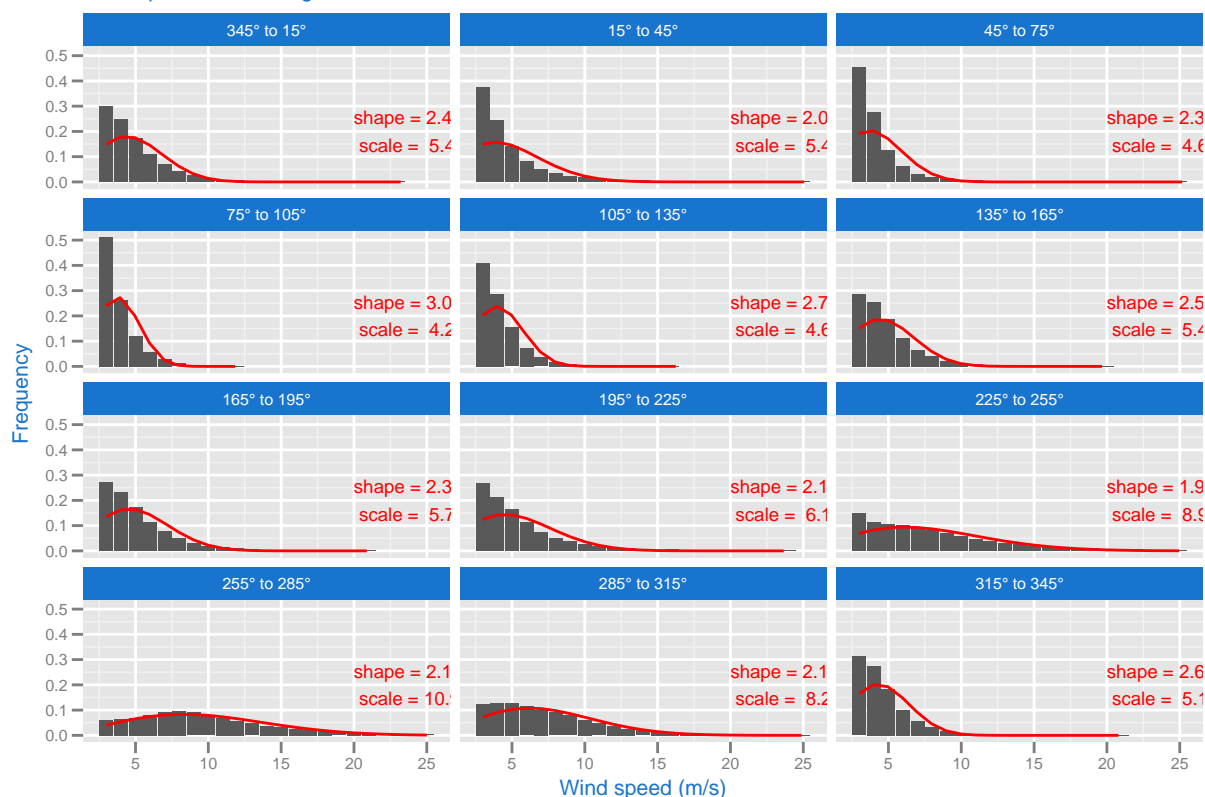 345° to 15°
15° to 45°
45° to 75°
0.5
0.4
0.3
0.2
0.1
0.0
shape = 2.4
scale = 5.4
shape = 2.0
scale = 5.4
shape = 2.3
scale = 4.6
75° to 105°
105° to 135°
135° to 165°
0.5
0.4
0.3
0.2
0.1
0.0
shape = 3.0
scale = 4.2
shape = 2.7
scale = 4.6
shape = 2.5
scale = 5.4
Frequency
165° to 195°
195° to 225°
225° to 255°
0.5
0.4
0.3
0.2
0.1
0.0
shape = 2.3
scale = 5.7
shape = 2.1
scale = 6.1
shape = 1.9
scale = 8.9
255° to 285°
285° to 315°
315° to 345°
0.5
0.4
0.3
0.2
0.1
0.0
shape = 2.1
scale = 10.
shape = 2.1
scale = 8.2
shape = 2.6
scale = 5.1
5 10 15 20 25
5 10 15 20 25
5 10 15 20 25
Wind speed (m/s)